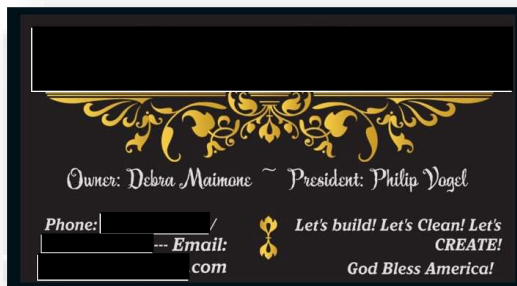 Owner: Debra Maimone ~ President: Philip Vogel
Phone: /
--- Email:
.com
Let's build! Let's Clean! Let's
CREATE!
God Bless America!